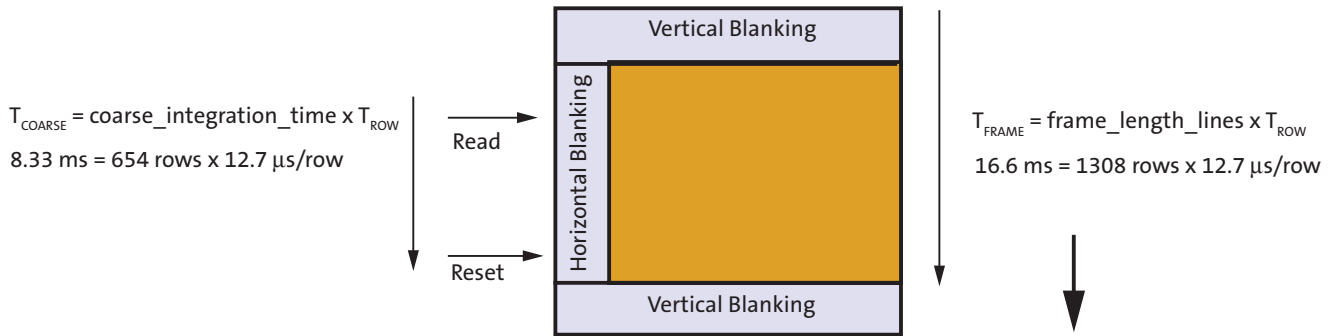 Vertical Blanking
T_COARSE = coarse_integration_time x T_ROW
8.33 ms = 654 rows x 12.7 μs/row
Read
Reset
Horizontal Blanking
T_FRAME = frame_length_lines x T_ROW
16.6 ms = 1308 rows x 12.7 μs/row
Vertical Blanking